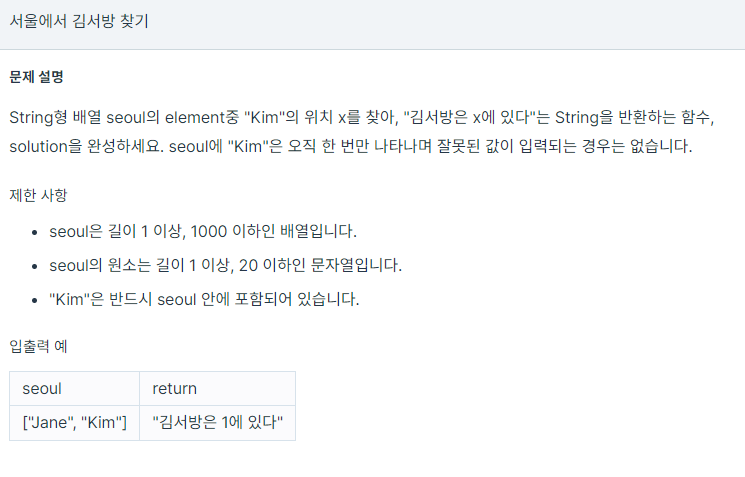 서울에서 김서방 찾기
문제 설명
String형 배열 seoul의 element중 "Kim"의 위치 x를 찾아, "김서방은 x에 있다"는 String을 반환하는 함수,
solution을 완성하세요. seoul에 "Kim"은 오직 한 번만 나타나며 잘못된 값이 입력되는 경우는 없습니다.
제한 사항
• seoul은 길이 1 이상, 1000 이하인 배열입니다.
• seoul의 원소는 길이 1 이상, 20 이하인 문자열입니다.
• "Kim"은 반드시 seoul 안에 포함되어 있습니다.
입출력 예
seoul return
["Jane", "Kim"] "김서방은 1에 있다"